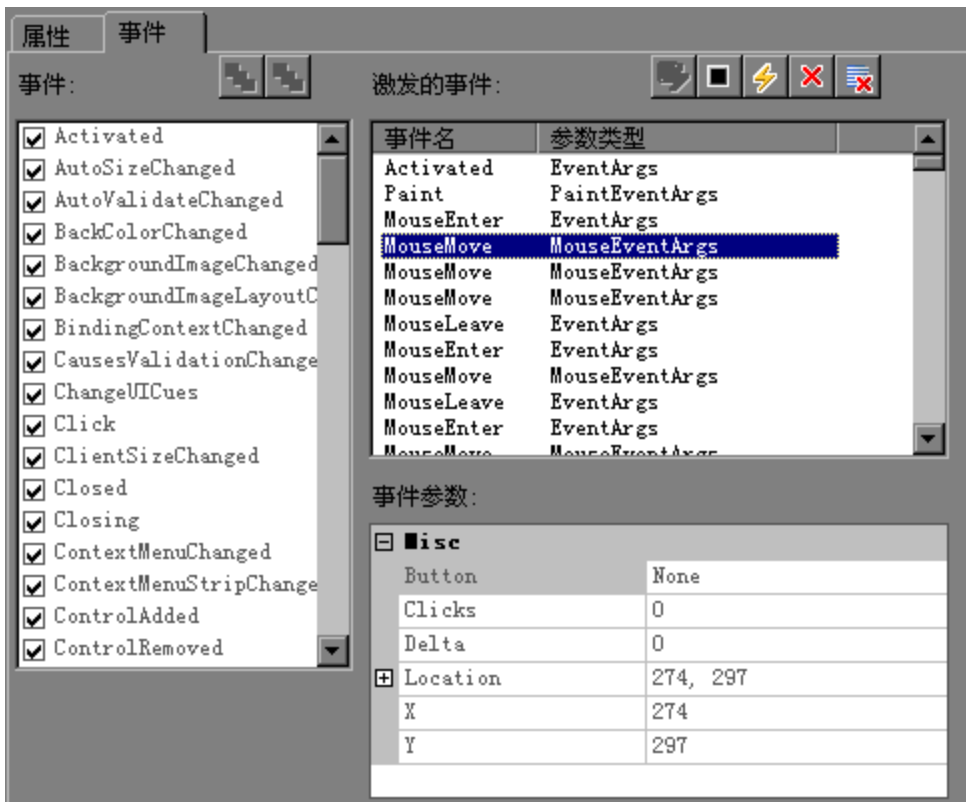 属性 事件
事件:
Activated
AutoSizeChanged
AutoValidateChanged
BackColorChanged
BackgroundImageChanged
BackgroundImageLayoutC
BindingContextChanged
CausesValidationChange
ChangeUICues
Click
ClientSizeChanged
Closed
Closing
ContextMenuChanged
ContextMenuStripChange
ControlAdded
ControlRemoved
激发的事件:
事件名 参数类型
Activated EventArgs
Paint PaintEventArgs
MouseEnter EventArgs
MouseMove MouseEventArgs
MouseMove MouseEventArgs
MouseMove MouseEventArgs
MouseLeave EventArgs
MouseEnter EventArgs
MouseMove MouseEventArgs
MouseLeave EventArgs
MouseEnter EventArgs
MouseMove MouseEventArgs
事件参数:
Misc
Button None
Clicks 0
Delta 0
Location 274, 297
X 274
Y 297